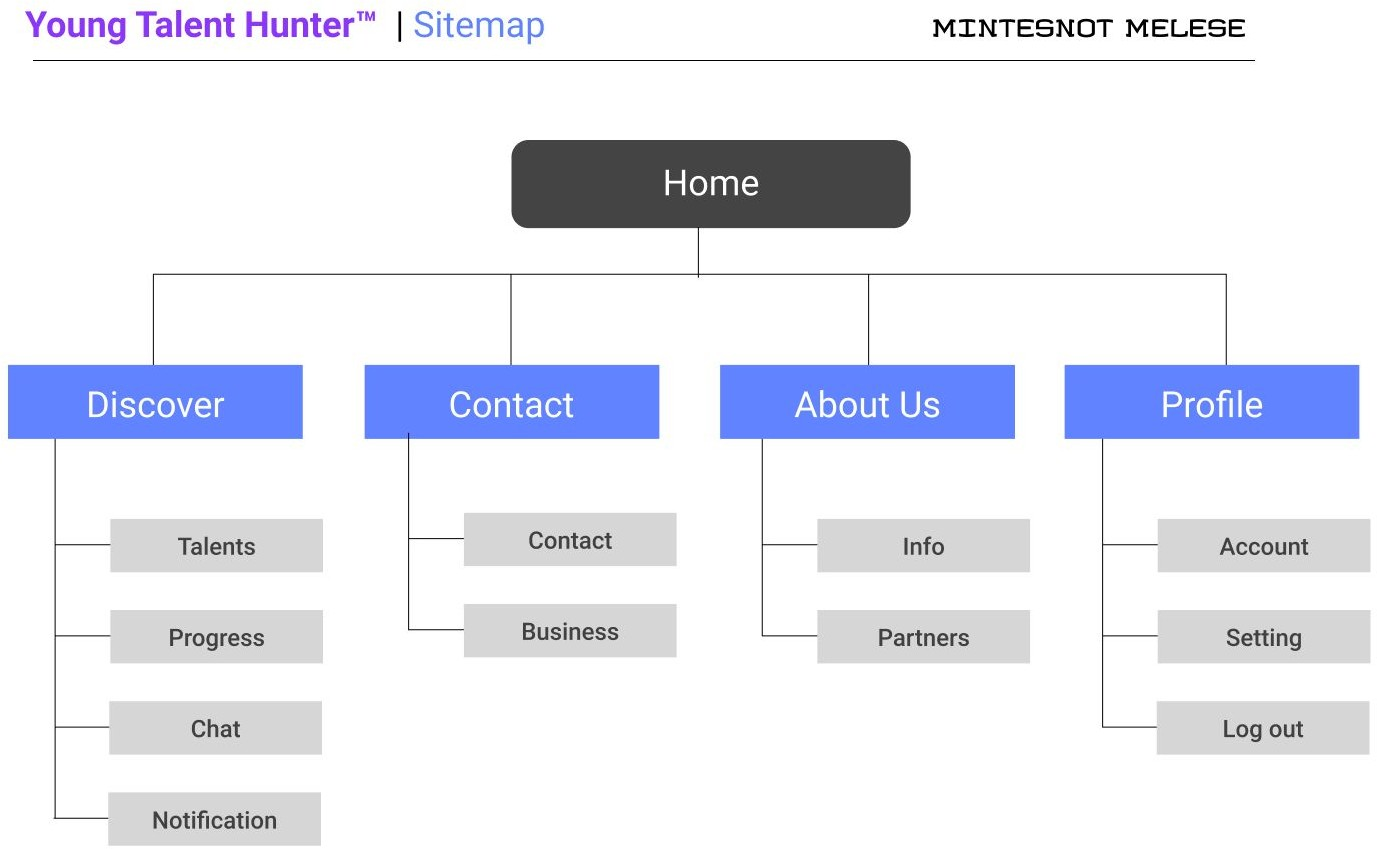 Young Talent Hunter™ | Sitemap
MINTESNOT MELESE
Home
Discover
Contact
About Us
Profile
Talents
Progress
Chat
Notification
Contact
Business
Info
Partners
Account
Setting
Log out